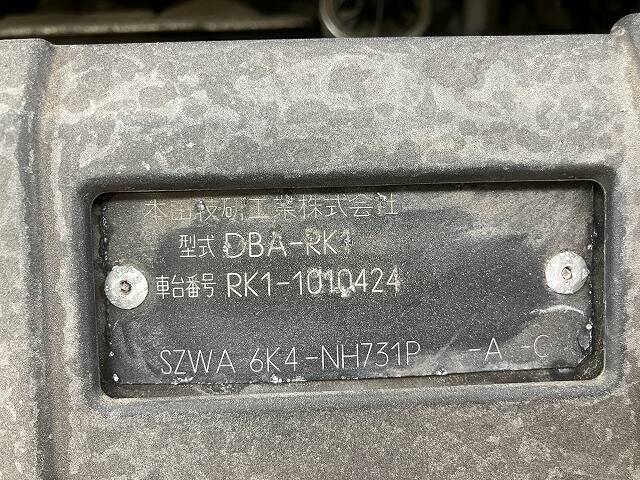 本田技研工業株式会社
型式 DBA-RK1
車台番号 RK1-1010424
SZWA 6K4-NH731P -A -C